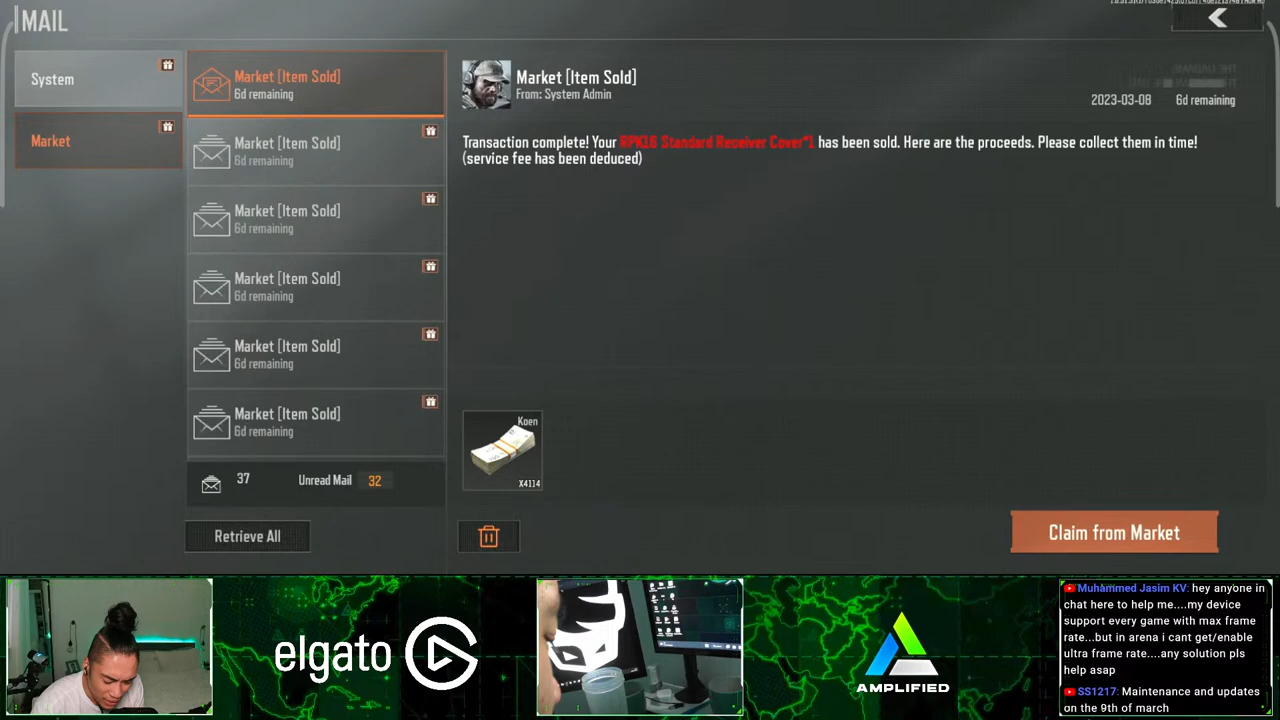 MAIL
System
Market
Market [Item Sold]
6d remaining
Market [Item Sold]
6d remaining
Market [Item Sold]
6d remaining
Market [Item Sold]
6d remaining
Market [Item Sold]
6d remaining
Market [Item Sold]
6d remaining
37
Unread Mail 32
Retrieve All
Market [Item Sold]
From: System Admin
2023-03-08 6d remaining
Transaction complete! Your RPK16 Standard Receiver Cover*1 has been sold. Here are the proceeds. Please collect them in time!
(service fee has been deducted)
Koen
X4114
Claim from Market
elgato
AMPLIFIED
Muhammed Jasim KV: hey anyone in
chat here to help me....my device
support every game with max frame
rate...but in arena i cant get/enable
ultra frame rate....any solution pls
help asap
SS1217: Maintenance and updates
on the 9th of march